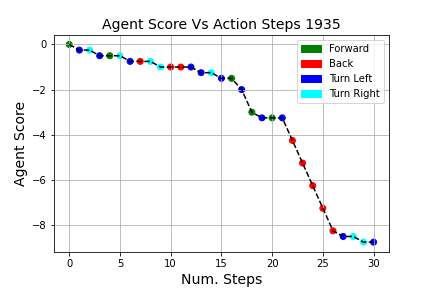 Agent Score Vs Action Steps 1935
Forward
Back
Turn Left
Turn Right
Agent Score
0
−2
−4
−6
−8
0 5 10 15 20 25 30
Num. Steps